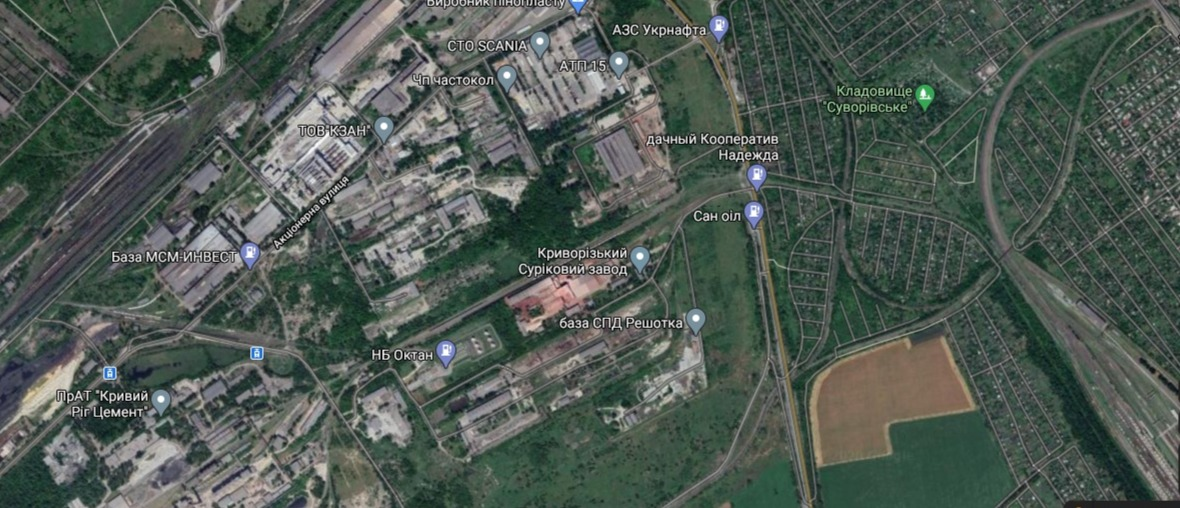 Виробник пінопласту
АЗС Укрнафта
СТО SCANIA
АТП 15
Чп частокол
Кладовище
"Суворівське"
ТОВ"КЗАН"
дачный Кооператив
Надежда
Акціонерна вулиця
Сан оіл
База МСМ-ИНВЕСТ
Криворізький
Суріковий завод
база СПД Решотка
НБ Октан
ПрАТ "Кривий
Ріг Цемент"